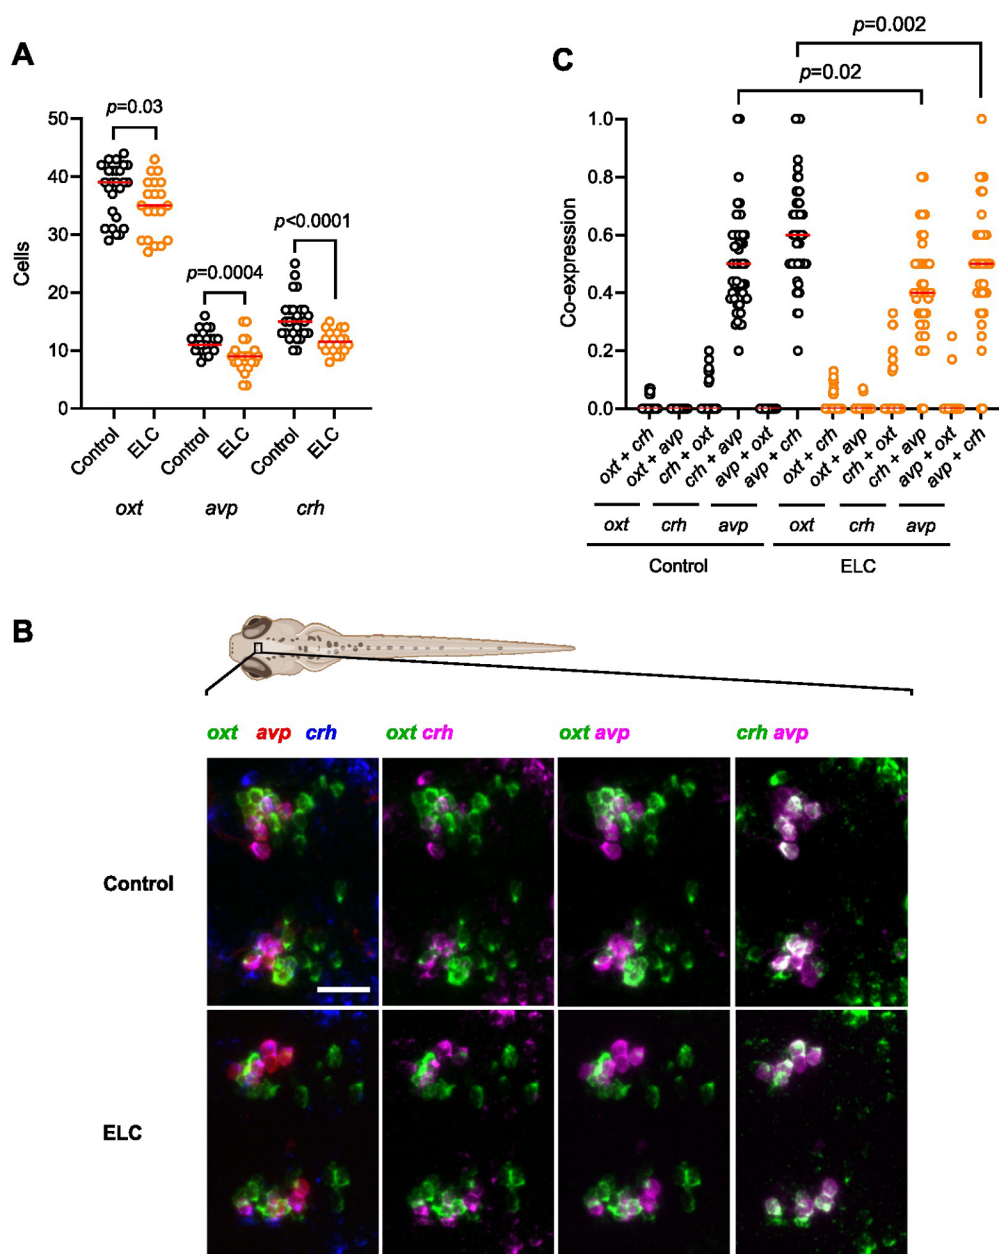 A
p=0.03
p<0.0001
p=0.0004
Cells
50
40
30
20
10
0
Control
ELC
Control
ELC
Control
ELC
oxt
avp
crh
C
p=0.002
p=0.02
Co-expression
1.0
0.8
0.6
0.4
0.2
0.0
oxt + crh
oxt + avp
crh + oxt
crh + avp
avp + oxt
avp + crh
oxt + crh
oxt + avp
crh + oxt
crh + avp
avp + oxt
avp + crh
oxt
crh
avp
oxt
crh
avp
Control
ELC
B
oxt avp crh
oxt crh
oxt avp
crh avp
Control
ELC